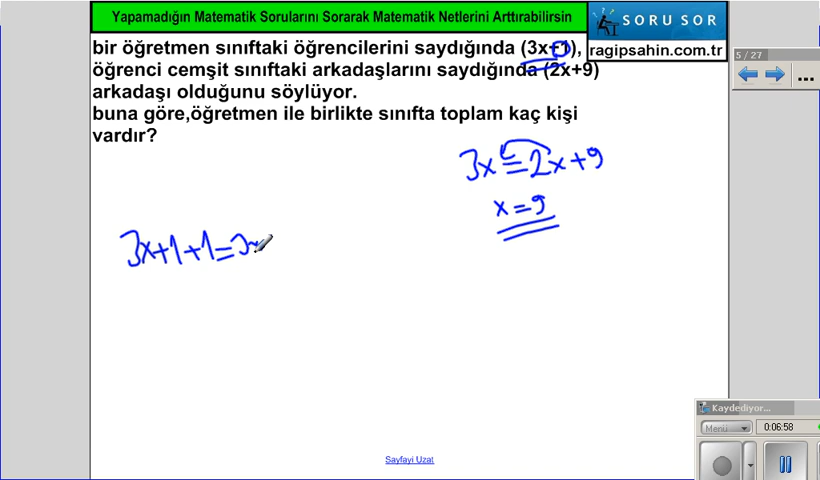 Yapamadığın Matematik Sorularını Sorarak Matematik Netlerini Arttırabilirsin
SORU SOR
ragipsahin.com.tr
bir öğretmen sınıftaki öğrencilerini saydığında (3x+1),
öğrenci cemşit sınıftaki arkadaşlarını saydığında (2x+9)
arkadaşı olduğunu söylüyor.
buna göre,öğretmen ile birlikte sınıfta toplam kaç kişi
vardır?
3x=2x+9
x=9
3x+1+1=3x
5 / 27
...
Sayfayi Uzat
Kaydediyor...
Menü
0:06:58